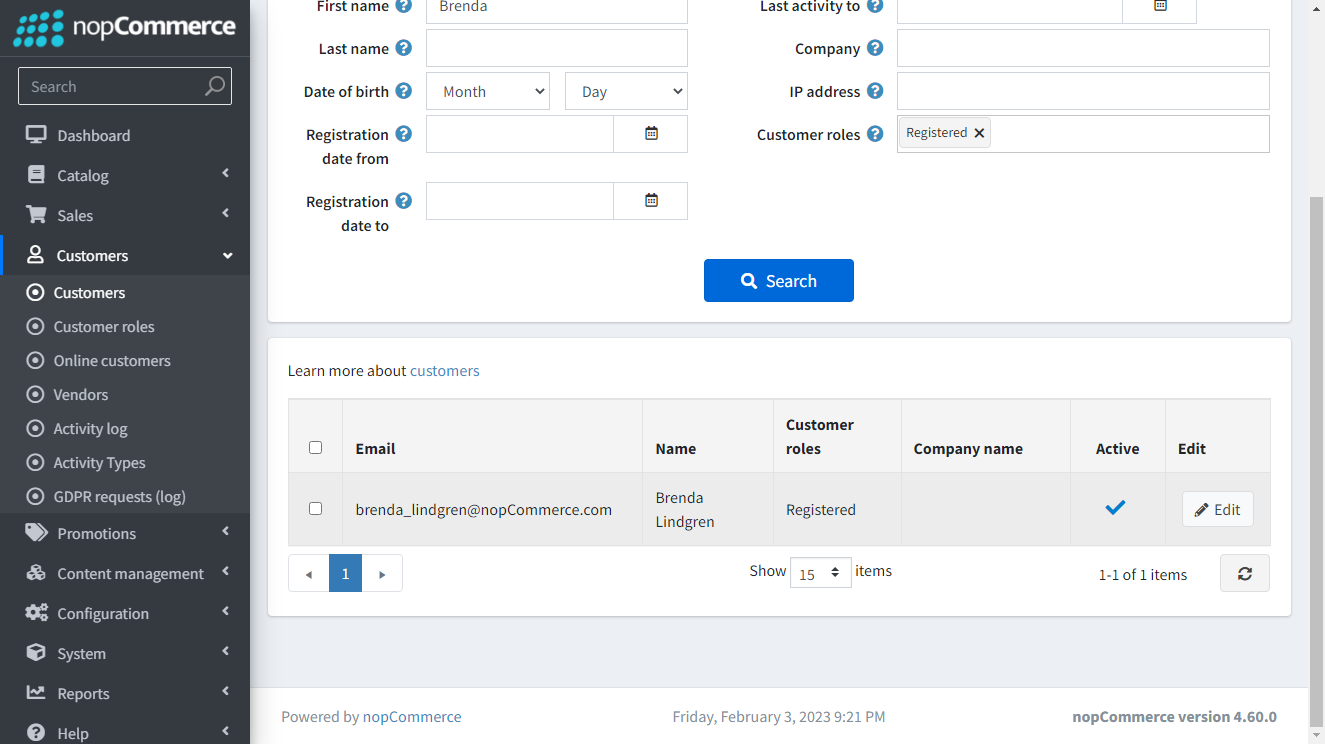 nopCommerce
Search
Dashboard
Catalog
Sales
Customers
Customers
Customer roles
Online customers
Vendors
Activity log
Activity Types
GDPR requests (log)
Promotions
Content management
Configuration
System
Reports
Help
First name ? Brenda
Last activity to ?
Last name ?
Company ?
Date of birth ? Month Day
IP address ?
Registration ?
date from
Customer roles ? Registered
Registration ?
date to
Search
Learn more about customers
Email Name Customer roles Company name Active Edit
brenda_lindgren@nopCommerce.com Brenda Lindgren Registered Edit
1
Show 15 items
1-1 of 1 items
Powered by nopCommerce
Friday, February 3, 2023 9:21 PM
nopCommerce version 4.60.0